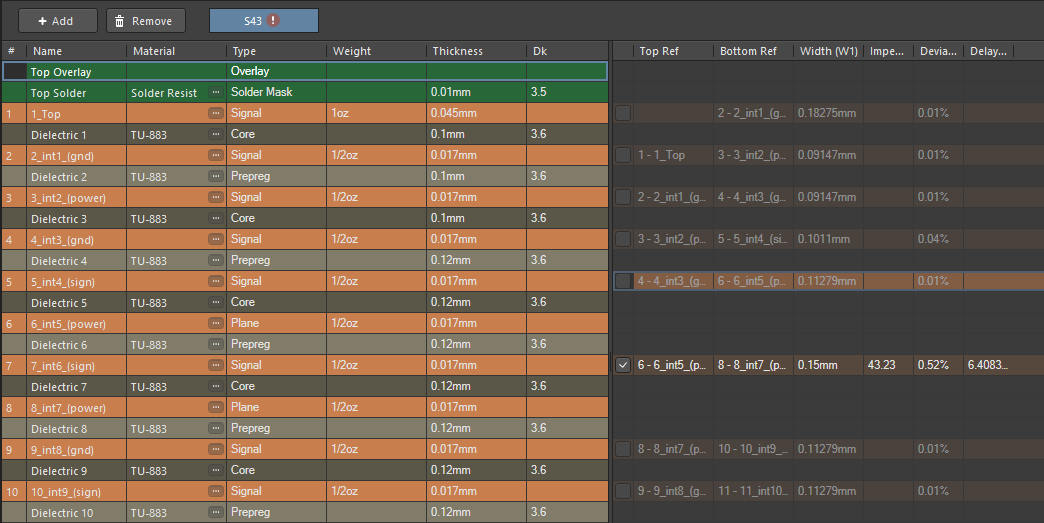 + Add Remove S43 !
# Name Material Type Weight Thickness Dk Top Ref Bottom Ref Width (W1) Impe... Devia... Delay...
Top Overlay Overlay
Top Solder Solder Resist ... Solder Mask 0.01mm 3.5
1 1_Top ... Signal 1oz 0.045mm 2 - 2_int1_(g... 0.18275mm 0.01%
Dielectric 1 TU-883 ... Core 0.1mm 3.6
2 2_int1_(gnd) ... Signal 1/2oz 0.017mm 1 - 1_Top 3 - 3_int2_(p... 0.09147mm 0.01%
Dielectric 2 TU-883 ... Prepreg 0.1mm 3.6
3 3_int2_(power) ... Signal 1/2oz 0.017mm 2 - 2_int1_(g... 4 - 4_int3_(g... 0.09147mm 0.01%
Dielectric 3 TU-883 ... Core 0.1mm 3.6
4 4_int3_(gnd) ... Signal 1/2oz 0.017mm 3 - 3_int2_(p... 5 - 5_int4_(si... 0.1011mm 0.04%
Dielectric 4 TU-883 ... Prepreg 0.12mm 3.6
5 5_int4_(sign) ... Signal 1/2oz 0.017mm 4 - 4_int3_(g... 6 - 6_int5_(p... 0.11279mm 0.01%
Dielectric 5 TU-883 ... Core 0.12mm 3.6
6 6_int5_(power) ... Plane 1/2oz 0.017mm
Dielectric 6 TU-883 ... Prepreg 0.12mm 3.6
7 7_int6_(sign) ... Signal 1/2oz 0.017mm 6 - 6_int5_(p... 8 - 8_int7_(p... 0.15mm 43.23 0.52% 6.4083...
Dielectric 7 TU-883 ... Core 0.12mm 3.6
8 8_int7_(power) ... Plane 1/2oz 0.017mm
Dielectric 8 TU-883 ... Prepreg 0.12mm 3.6
9 9_int8_(gnd) ... Signal 1/2oz 0.017mm 8 - 8_int7_(p... 10 - 10_int9_... 0.11279mm 0.01%
Dielectric 9 TU-883 ... Core 0.12mm 3.6
10 10_int9_(sign) ... Signal 1/2oz 0.017mm 9 - 9_int8_(g... 11 - 11_int10... 0.11279mm 0.01%
Dielectric 10 TU-883 ... Prepreg 0.12mm 3.6